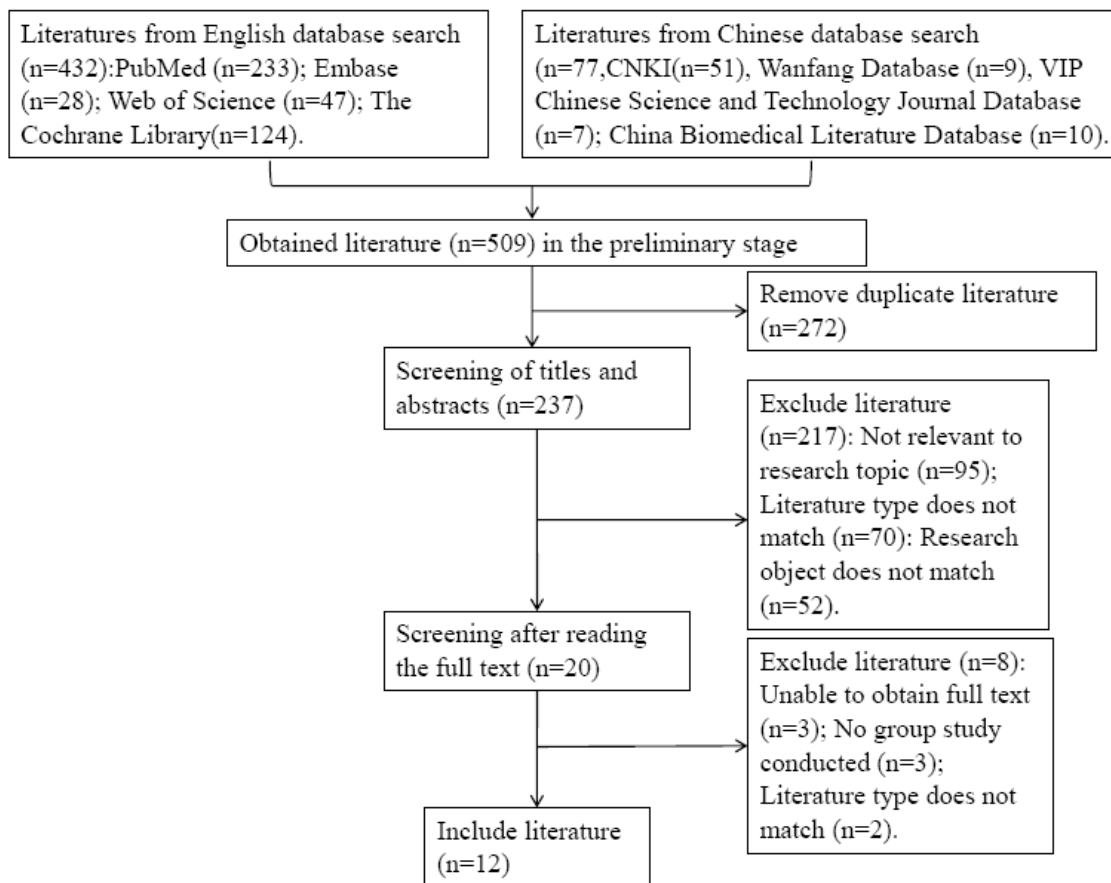 Literatures from English database search
(n=432):PubMed (n=233); Embase
(n=28); Web of Science (n=47); The
Cochrane Library(n=124).
Literatures from Chinese database search
(n=77,CNKI(n=51), Wanfang Database (n=9), VIP
Chinese Science and Technology Journal Database
(n=7); China Biomedical Literature Database (n=10).
Obtained literature (n=509) in the preliminary stage
Remove duplicate literature
(n=272)
Screening of titles and
abstracts (n=237)
Exclude literature
(n=217): Not relevant to
research topic (n=95);
Literature type does not
match (n=70): Research
object does not match
(n=52).
Screening after reading
the full text (n=20)
Exclude literature (n=8):
Unable to obtain full text
(n=3); No group study
conducted (n=3);
Literature type does not
match (n=2).
Include literature
(n=12)